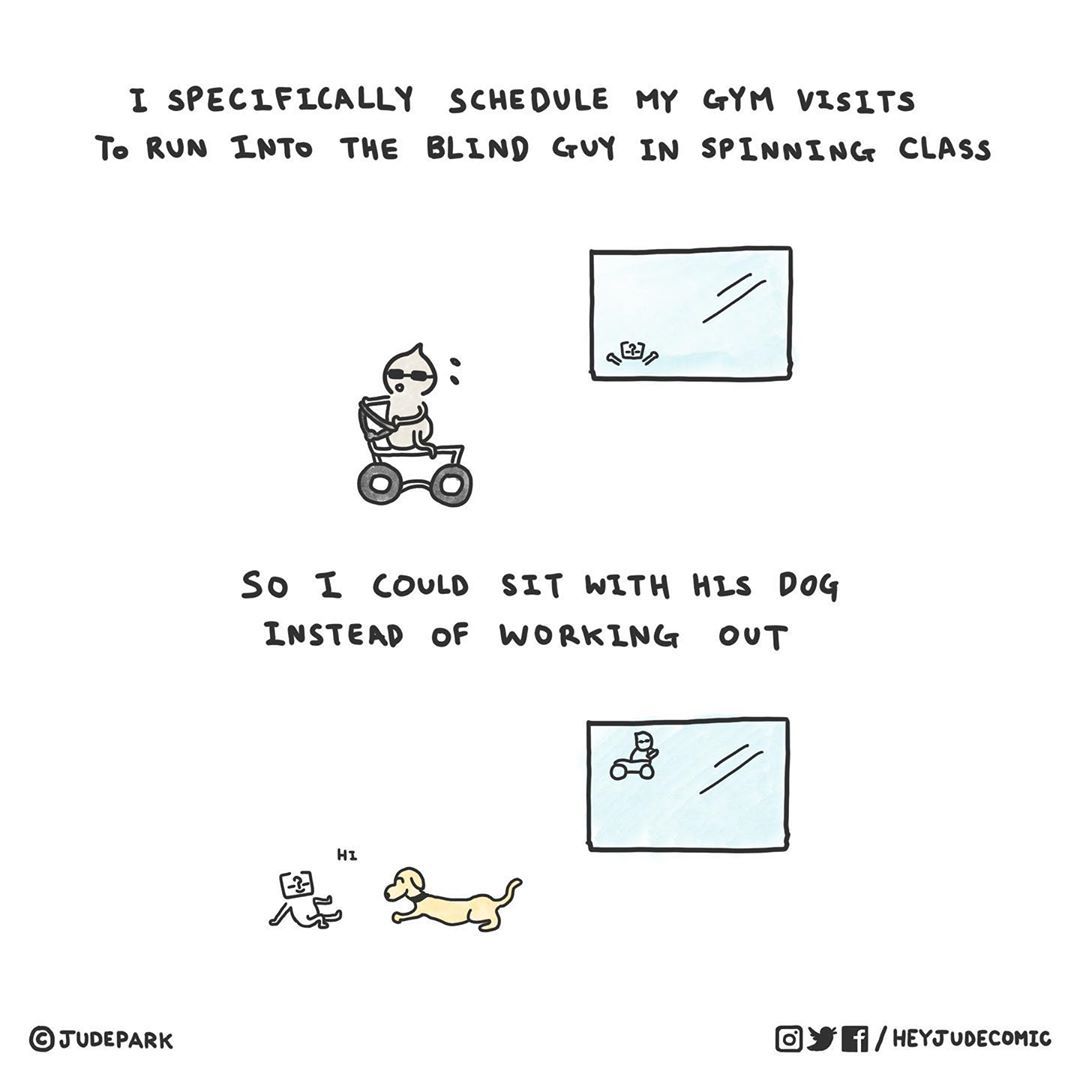 I SPECIFICALLY SCHEDULE MY GYM VISITS
TO RUN INTO THE BLIND GUY IN SPINNING CLASS
SO I COULD SIT WITH HIS DOG
INSTEAD OF WORKING OUT
HI
©JUDEPARK
/HEYJUDECOMIC